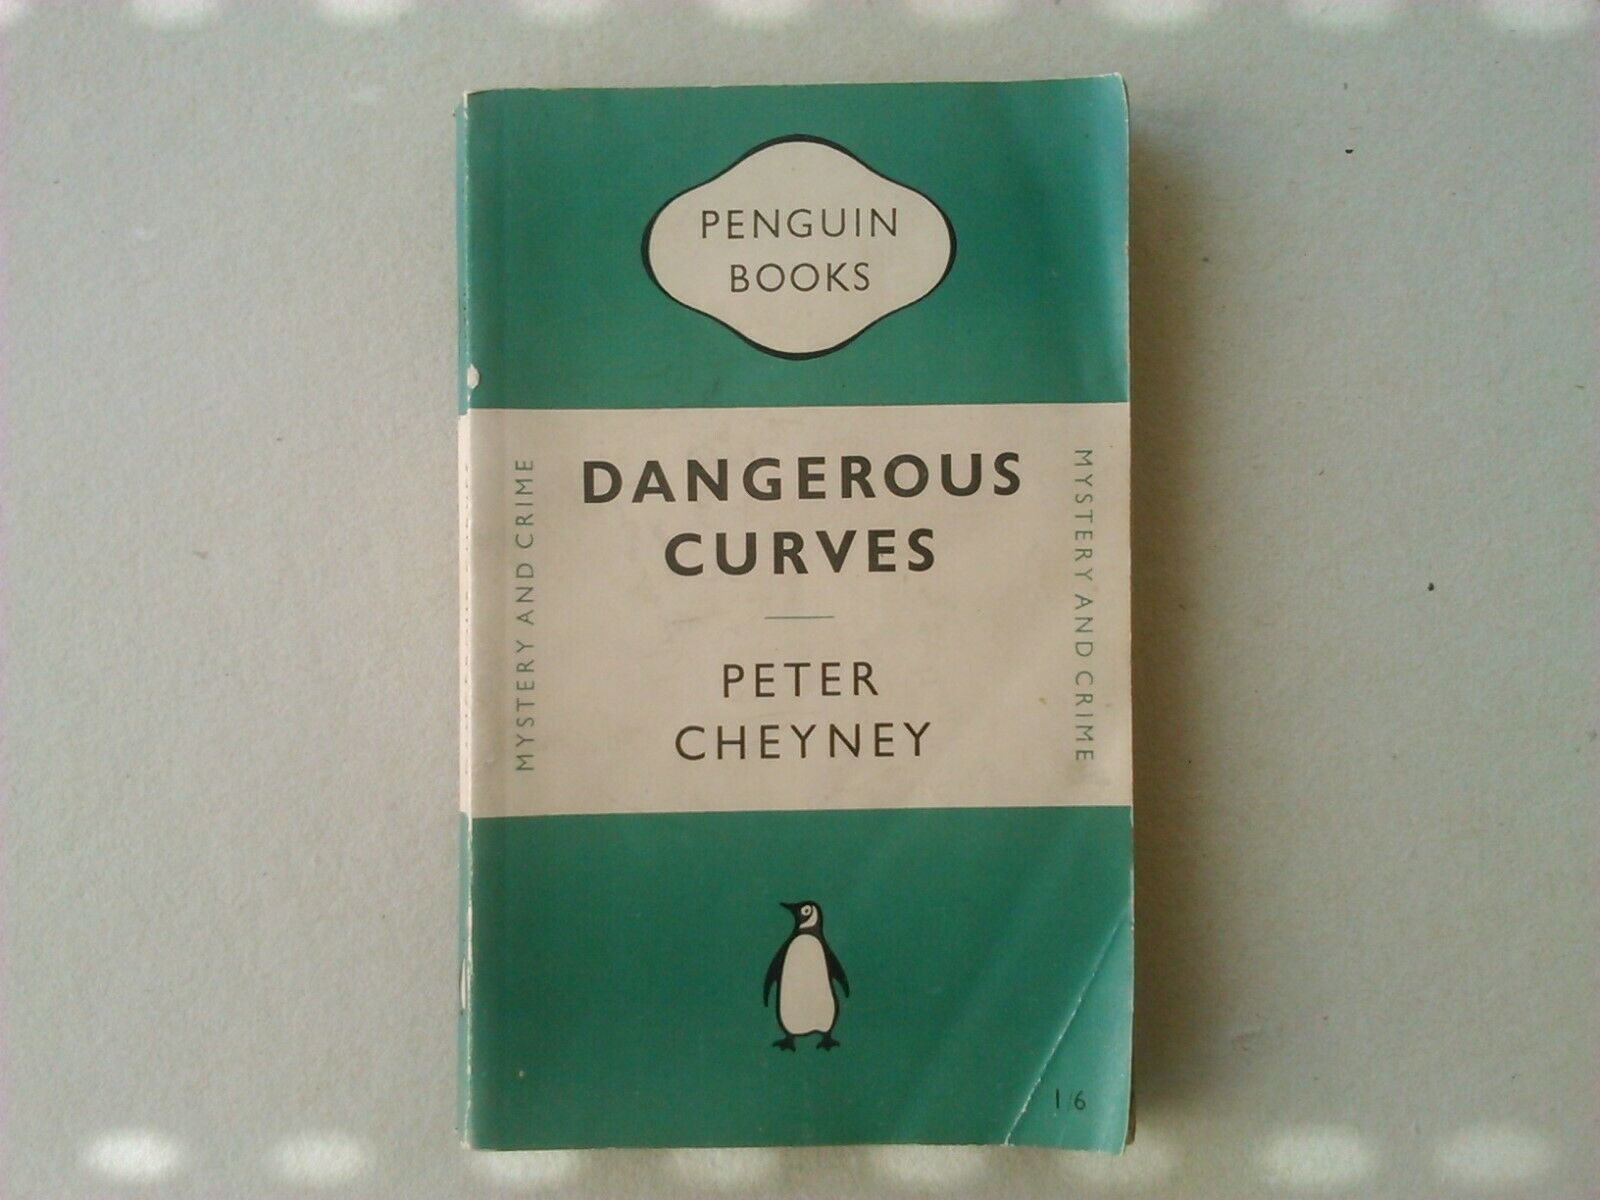 PENGUIN
BOOKS
MYSTERY AND CRIME
DANGEROUS
CURVES
PETER
CHEYNEY
MYSTERY AND CRIME
1/6